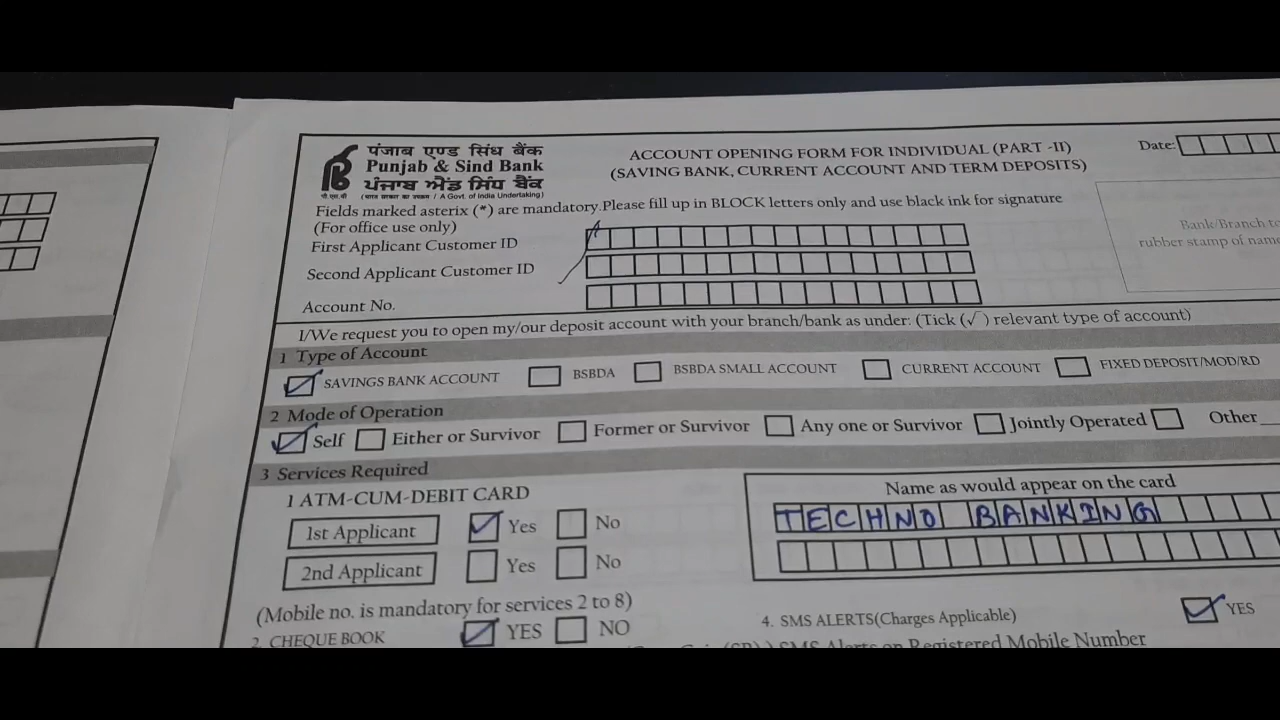 पंजाब एण्ड सिंध बैंक
Punjab & Sind Bank
ਪੰਜਾਬ ਐਂਡ ਸਿੰਧ ਬੈਂਕ
(भारत सरकार का उपक्रम / A Govt. of India Undertaking)
ACCOUNT OPENING FORM FOR INDIVIDUAL (PART -II)
(SAVING BANK, CURRENT ACCOUNT AND TERM DEPOSITS)
Date:
Fields marked asterix (*) are mandatory.Please fill up in BLOCK letters only and use black ink for signature
(For office use only)
First Applicant Customer ID
Second Applicant Customer ID
Account No.
Bank/Branch
rubber stamp of name
I/We request you to open my/our deposit account with your branch/bank as under: (Tick (√ ) relevant type of account)
1 Type of Account
SAVINGS BANK ACCOUNT BSBDA BSBDA SMALL ACCOUNT CURRENT ACCOUNT FIXED DEPOSIT/MOD/RD
2 Mode of Operation
Self Either or Survivor Former or Survivor Any one or Survivor Jointly Operated Other
3 Services Required
1 ATM-CUM-DEBIT CARD
1st Applicant Yes No
2nd Applicant Yes No
Name as would appear on the card
TECHNO BANKING
(Mobile no. is mandatory for services 2 to 8)
2. CHEQUE BOOK YES NO
4. SMS ALERTS(Charges Applicable) YES
SMS Alerts on Registered Mobile Number